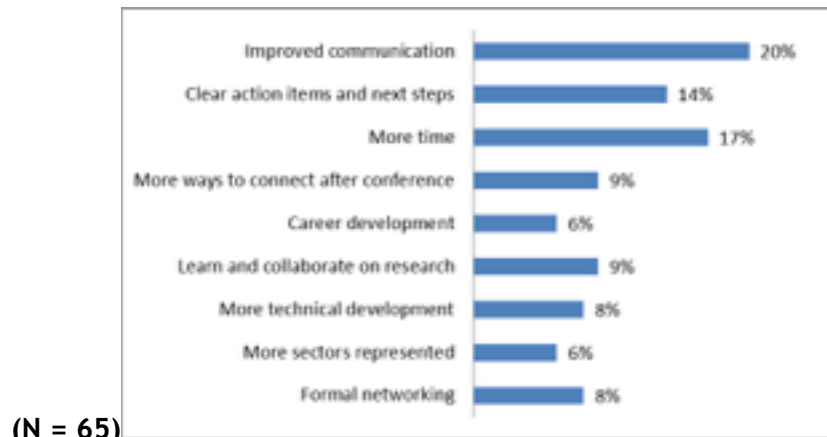 Improved communication 20%
Clear action items and next steps 14%
More time 17%
More ways to connect after conference 9%
Career development 6%
Learn and collaborate on research 9%
More technical development 8%
More sectors represented 6%
Formal networking 8%
(N = 65)